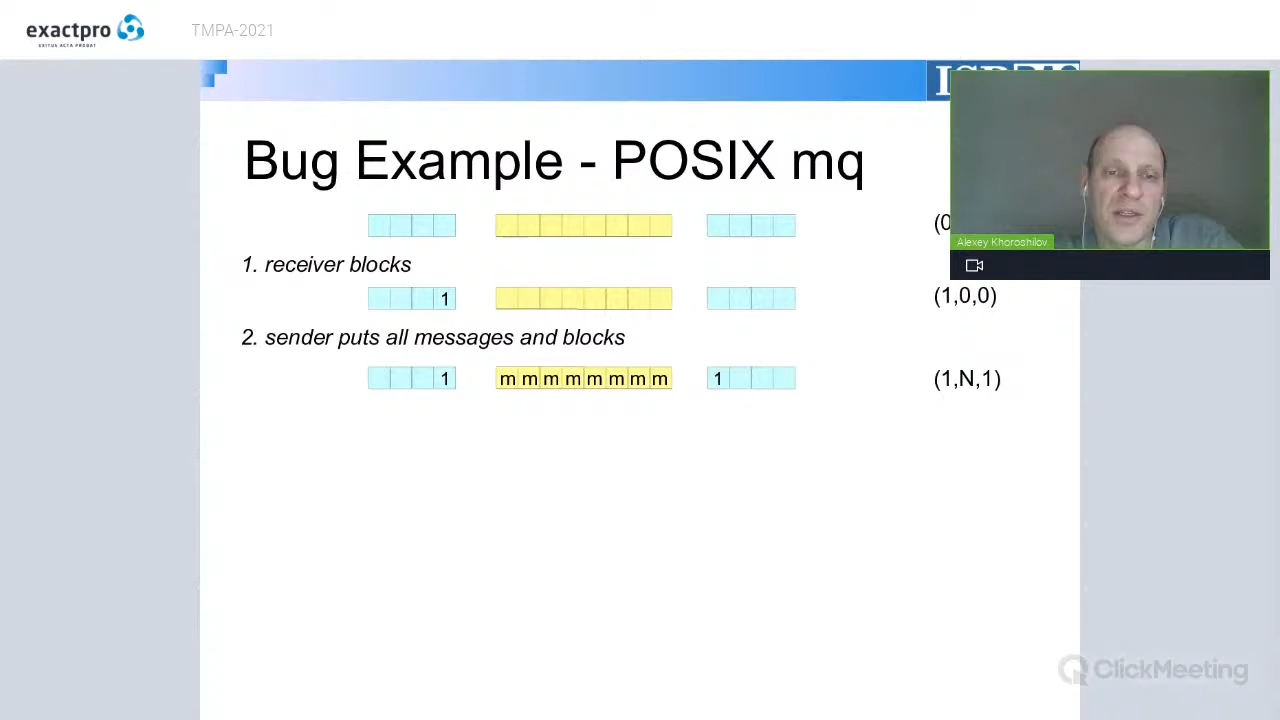 exactpro
EXITUS ACTA PROBAT
TMPA-2021
Bug Example - POSIX mq
(0
Alexey Khoroshilov
1. receiver blocks
1
(1,0,0)
2. sender puts all messages and blocks
1 m m m m m m m m 1
(1,N,1)
ClickMeeting